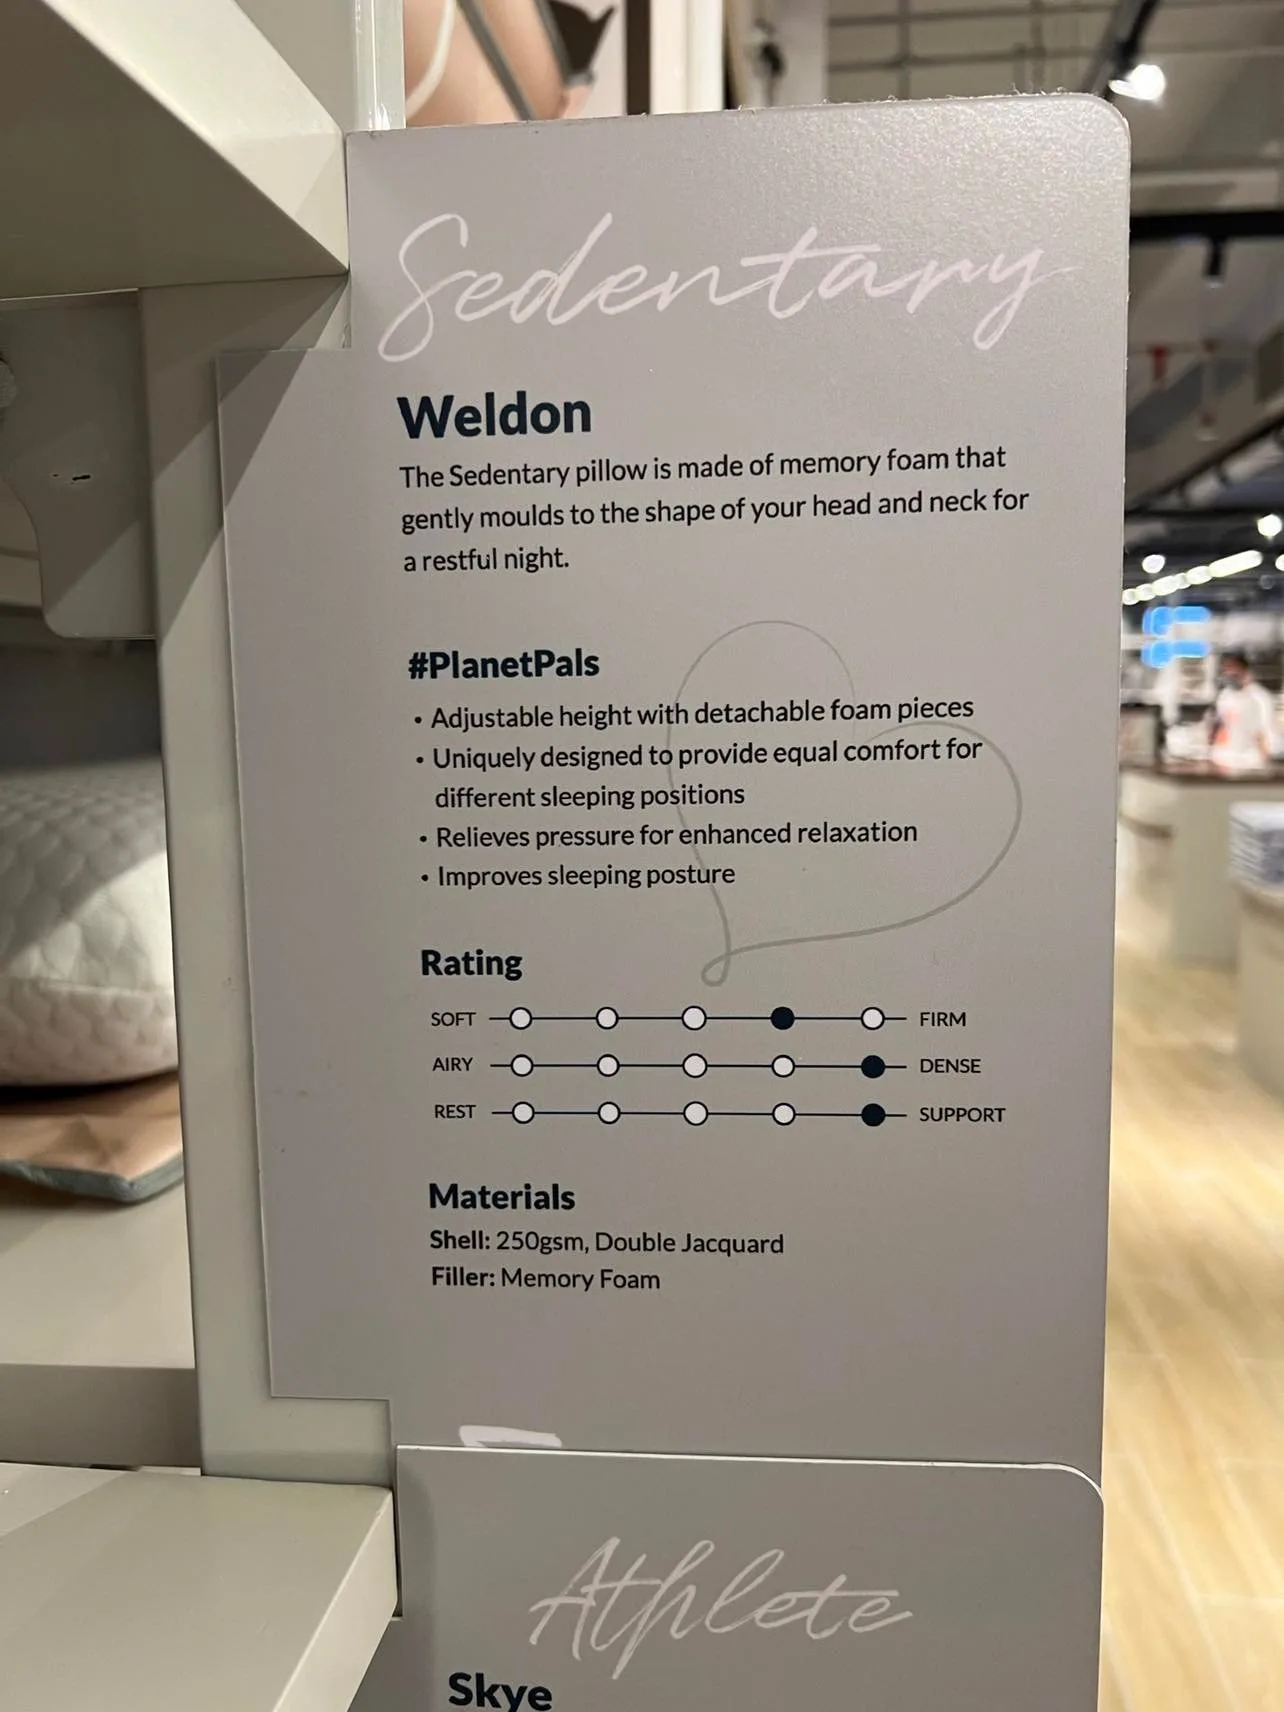 Sedentary
Weldon
The Sedentary pillow is made of memory foam that
gently moulds to the shape of your head and neck for
a restful night.
#PlanetPals
• Adjustable height with detachable foam pieces
• Uniquely designed to provide equal comfort for
different sleeping positions
• Relieves pressure for enhanced relaxation
• Improves sleeping posture
Rating
SOFT FIRM
AIRY DENSE
REST SUPPORT
Materials
Shell: 250gsm, Double Jacquard
Filler: Memory Foam
Athlete
Skye